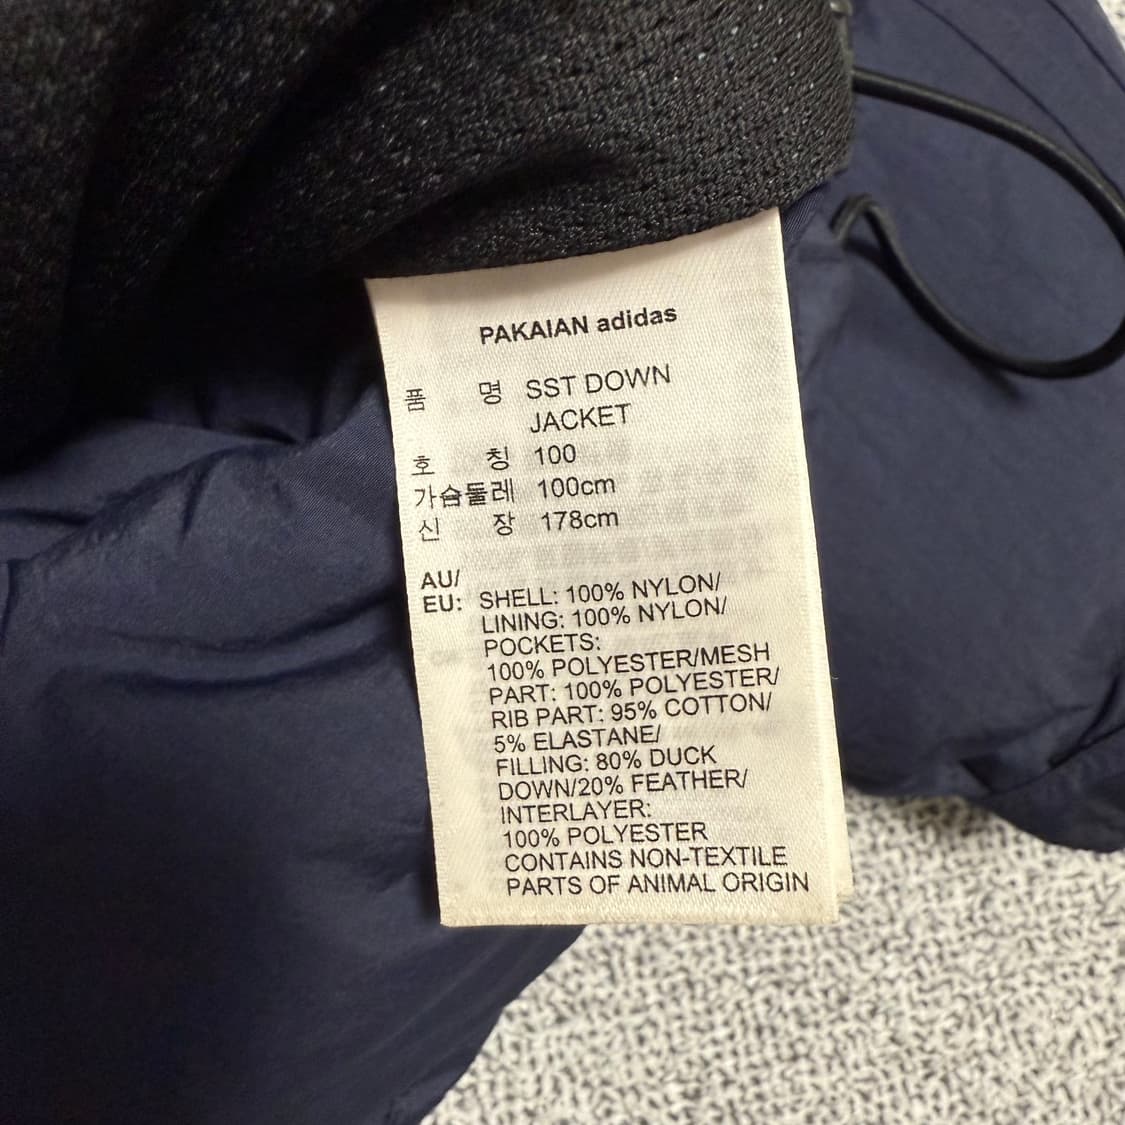 PAKAIAN adidas
품 명 SST DOWN
JACKET
호 칭 100
가슴둘레 100cm
신 장 178cm
AU/
EU: SHELL: 100% NYLON/
LINING: 100% NYLON/
POCKETS:
100% POLYESTER/MESH
PART: 100% POLYESTER/
RIB PART: 95% COTTON/
5% ELASTANE/
FILLING: 80% DUCK
DOWN/20% FEATHER/
INTERLAYER:
100% POLYESTER
CONTAINS NON-TEXTILE
PARTS OF ANIMAL ORIGIN